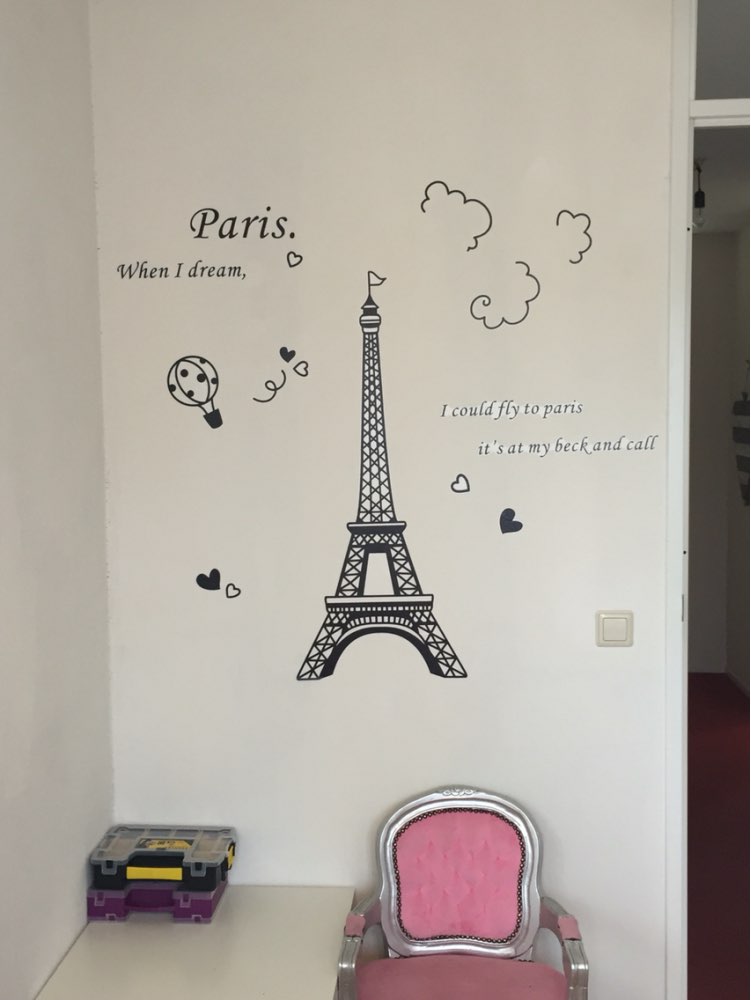 Paris.
When I dream,
I could fly to paris
it's at my beck and call